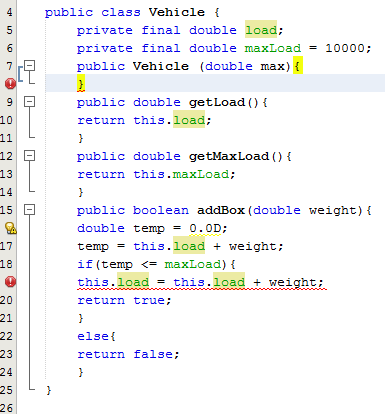 4 public class Vehicle {
5 private final double load;
6 private final double maxLoad = 10000;
7 public Vehicle (double max){
}
9 public double getLoad(){
10 return this.load;
11 }
12 public double getMaxLoad(){
13 return this.maxLoad;
14 }
15 public boolean addBox(double weight){
double temp = 0.0D;
17 temp = this.load + weight;
18 if(temp <= maxLoad){
this.load = this.load + weight;
20 return true;
21 }
22 else{
23 return false;
24 }
25 }
26